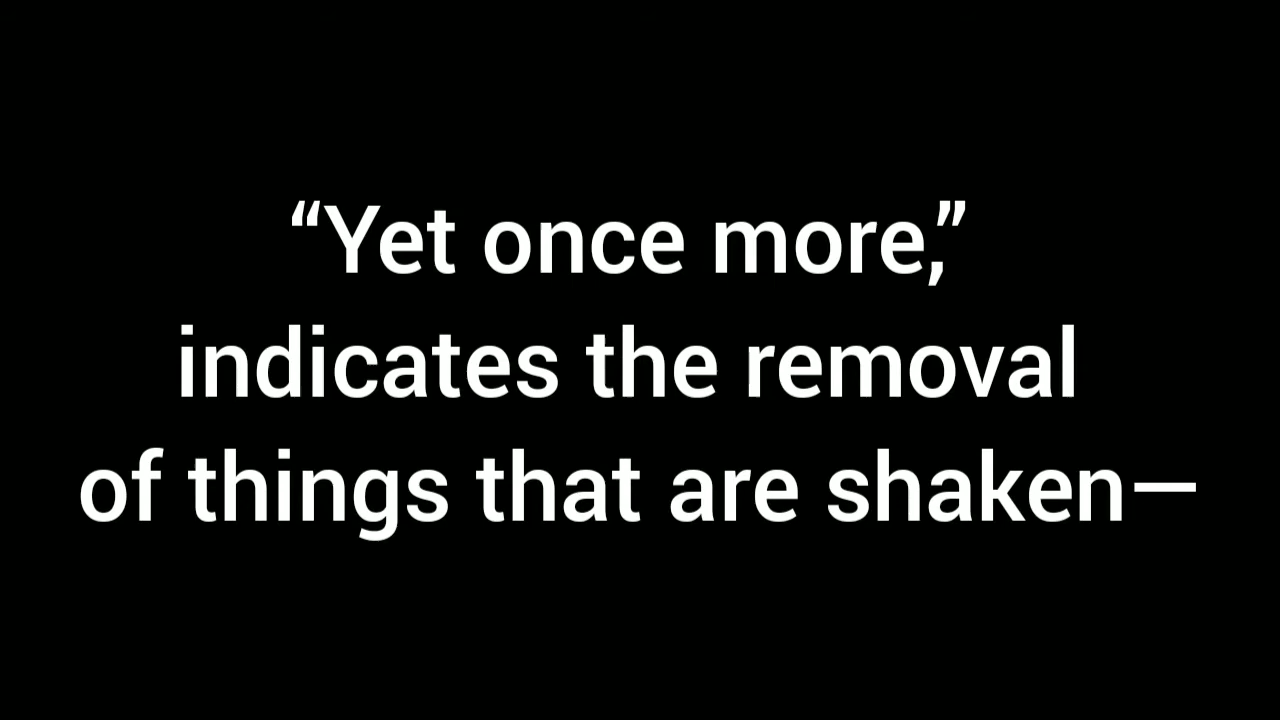 “Yet once more,”
indicates the removal
of things that are shaken—